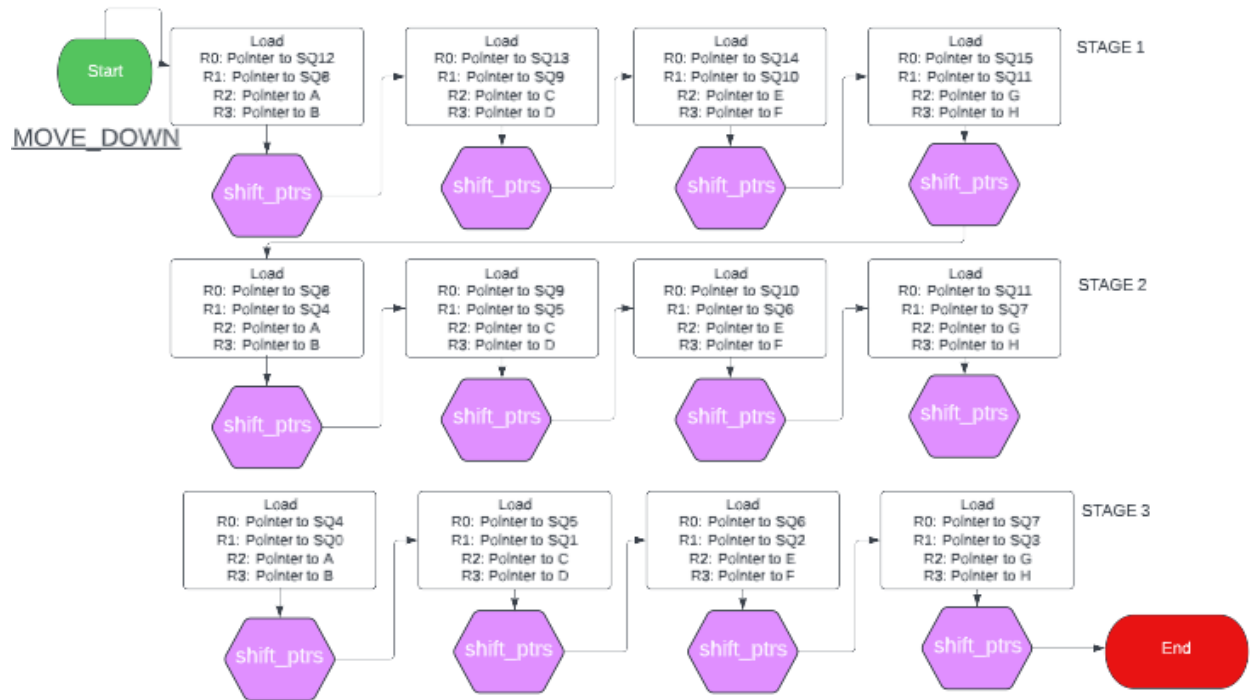 Start
MOVE_DOWN
Load
R0: Pointer to SQ12
R1: Pointer to SQ8
R2: Pointer to A
R3: Pointer to B
shift_ptrs
Load
R0: Pointer to SQ13
R1: Pointer to SQ9
R2: Pointer to C
R3: Pointer to D
shift_ptrs
Load
R0: Pointer to SQ14
R1: Pointer to SQ10
R2: Pointer to E
R3: Pointer to F
shift_ptrs
Load
R0: Pointer to SQ15
R1: Pointer to SQ11
R2: Pointer to G
R3: Pointer to H
shift_ptrs
STAGE 1
Load
R0: Pointer to SQ8
R1: Pointer to SQ4
R2: Pointer to A
R3: Pointer to B
shift_ptrs
Load
R0: Pointer to SQ9
R1: Pointer to SQ5
R2: Pointer to C
R3: Pointer to D
shift_ptrs
Load
R0: Pointer to SQ10
R1: Pointer to SQ6
R2: Pointer to E
R3: Pointer to F
shift_ptrs
Load
R0: Pointer to SQ11
R1: Pointer to SQ7
R2: Pointer to G
R3: Pointer to H
shift_ptrs
STAGE 2
Load
R0: Pointer to SQ4
R1: Pointer to SQ0
R2: Pointer to A
R3: Pointer to B
shift_ptrs
Load
R0: Pointer to SQ5
R1: Pointer to SQ1
R2: Pointer to C
R3: Pointer to D
shift_ptrs
Load
R0: Pointer to SQ6
R1: Pointer to SQ2
R2: Pointer to E
R3: Pointer to F
shift_ptrs
Load
R0: Pointer to SQ7
R1: Pointer to SQ3
R2: Pointer to G
R3: Pointer to H
shift_ptrs
STAGE 3
End